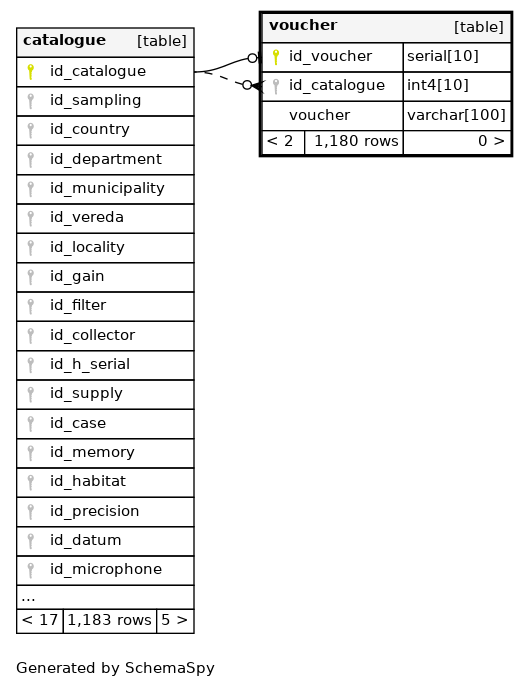 catalogue [table]
id_catalogue
id_sampling
id_country
id_department
id_municipality
id_vereda
id_locality
id_gain
id_filter
id_collector
id_h_serial
id_supply
id_case
id_memory
id_habitat
id_precision
id_datum
id_microphone
...
< 17 1,183 rows 5 >
voucher [table]
id_voucher serial[10]
id_catalogue int4[10]
voucher varchar[100]
< 2 1,180 rows 0 >
Generated by SchemaSpy